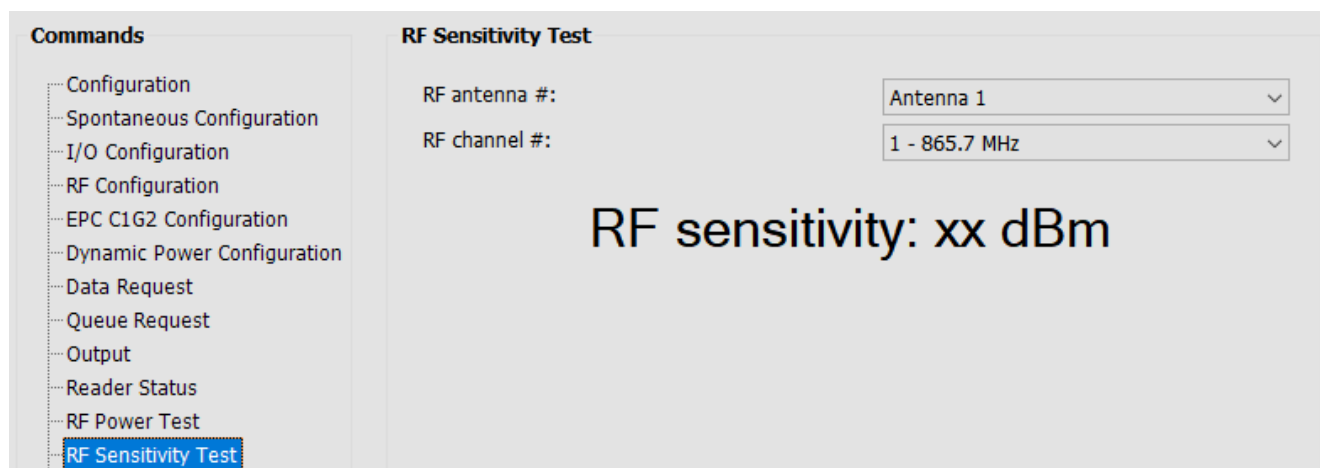 Commands
Configuration
Spontaneous Configuration
I/O Configuration
RF Configuration
EPC C1G2 Configuration
Dynamic Power Configuration
Data Request
Queue Request
Output
Reader Status
RF Power Test
RF Sensitivity Test
RF Sensitivity Test
RF antenna #: Antenna 1
RF channel #: 1 - 865.7 MHz
RF sensitivity: xx dBm